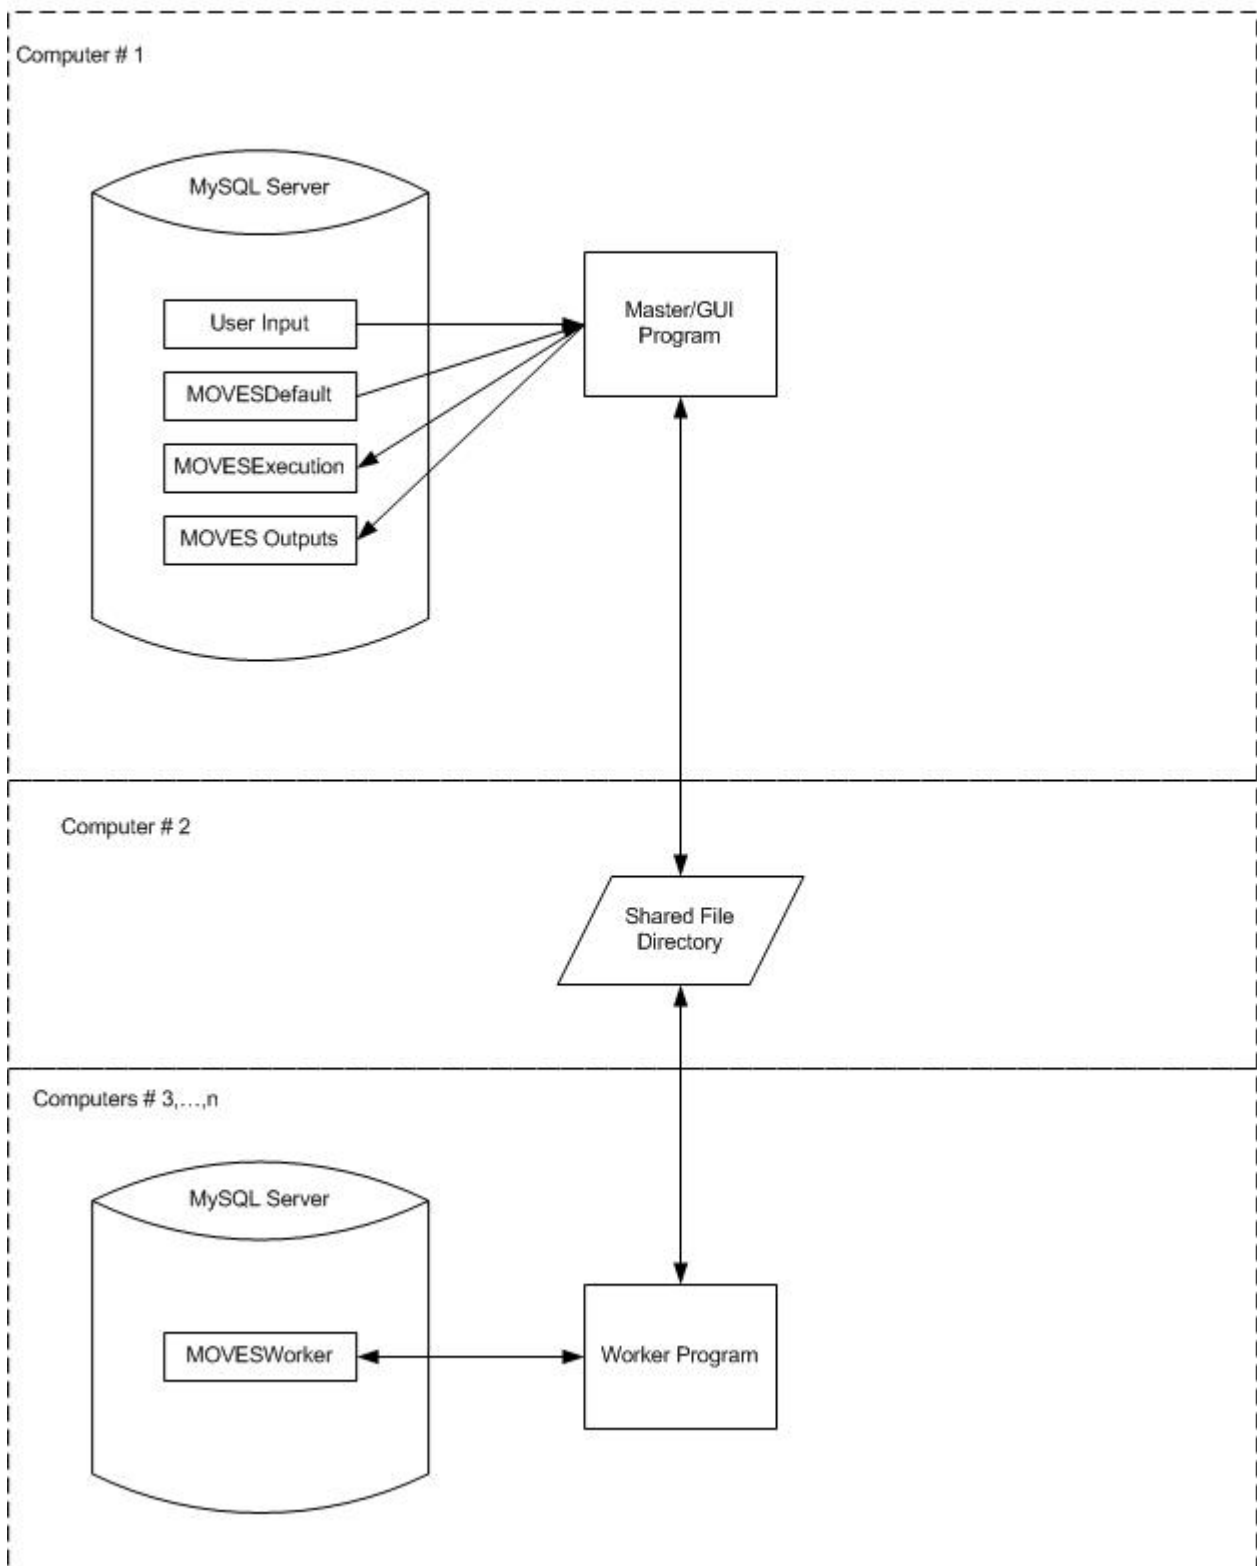 Computer # 1
MySQL Server
User Input
MOVESDefault
MOVESExecution
MOVES Outputs
Master/GUI
Program
Computer # 2
Shared File
Directory
Computers # 3,...,n
MySQL Server
MOVESWorker
Worker Program